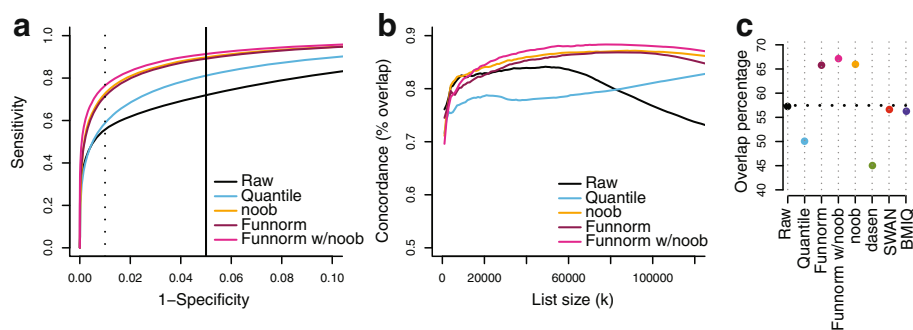 a
Sensitivity
1.0
0.8
0.6
0.4
0.2
0.0
0.00 0.02 0.04 0.06 0.08 0.10
1−Specificity
Raw
Quantile
noob
Funnorm
Funnorm w/noob
b
Concordance (% overlap)
0.9
0.8
0.7
0.6
0.5
20000 60000 100000
List size (k)
Raw
Quantile
noob
Funnorm
Funnorm w/noob
c
Overlap percentage
70
65
60
55
50
45
40
Raw
Quantile
Funnorm
Funnorm w/noob
noob
dasen
SWAN
BMIQ